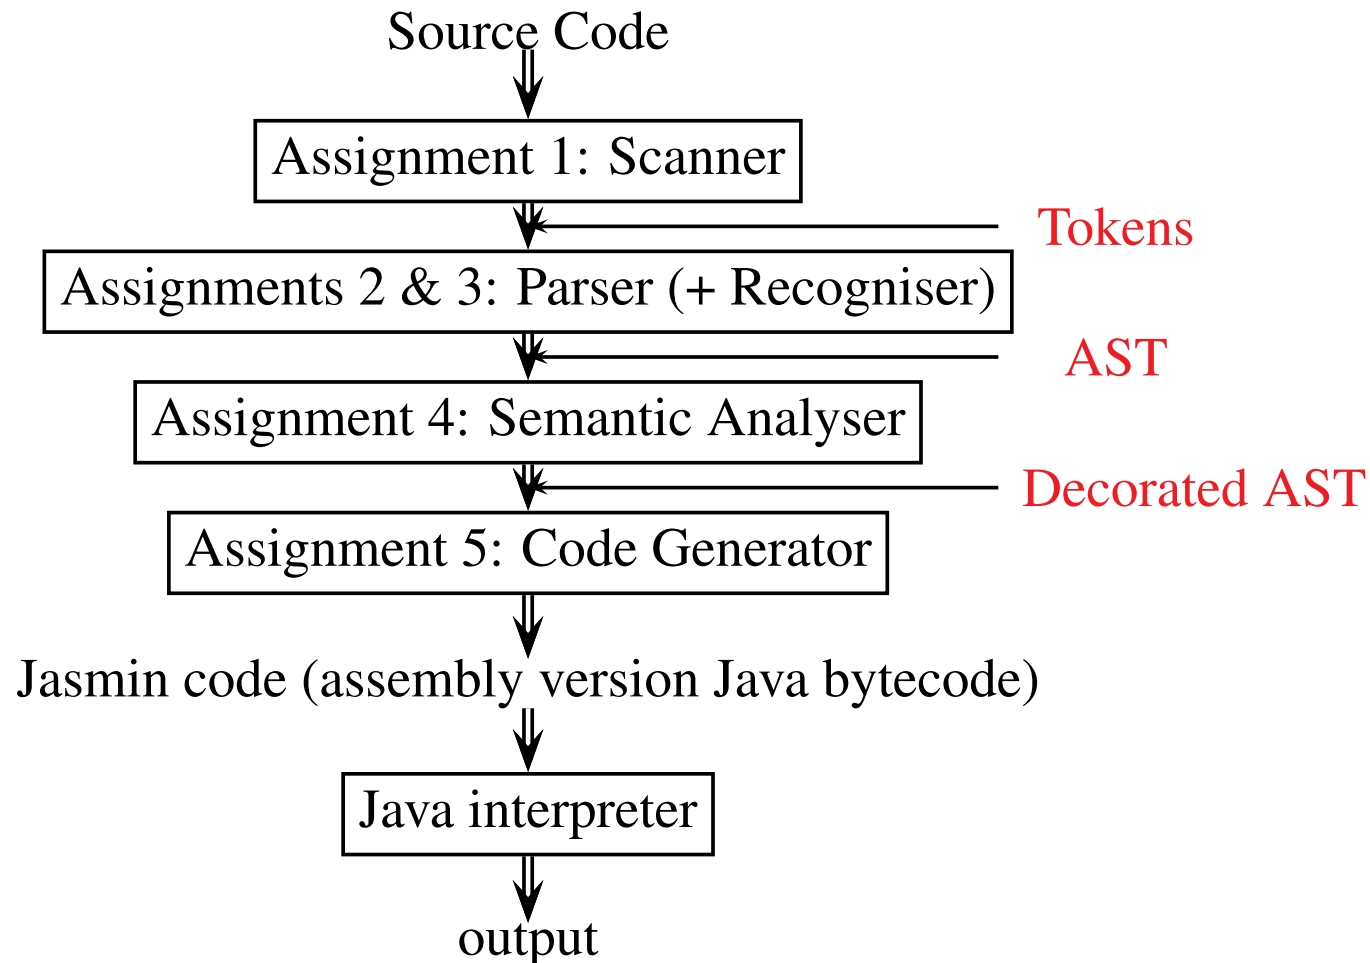 Source Code
Assignment 1: Scanner
Tokens
Assignments 2 & 3: Parser (+ Recogniser)
AST
Assignment 4: Semantic Analyser
Decorated AST
Assignment 5: Code Generator
Jasmin code (assembly version Java bytecode)
Java interpreter
output